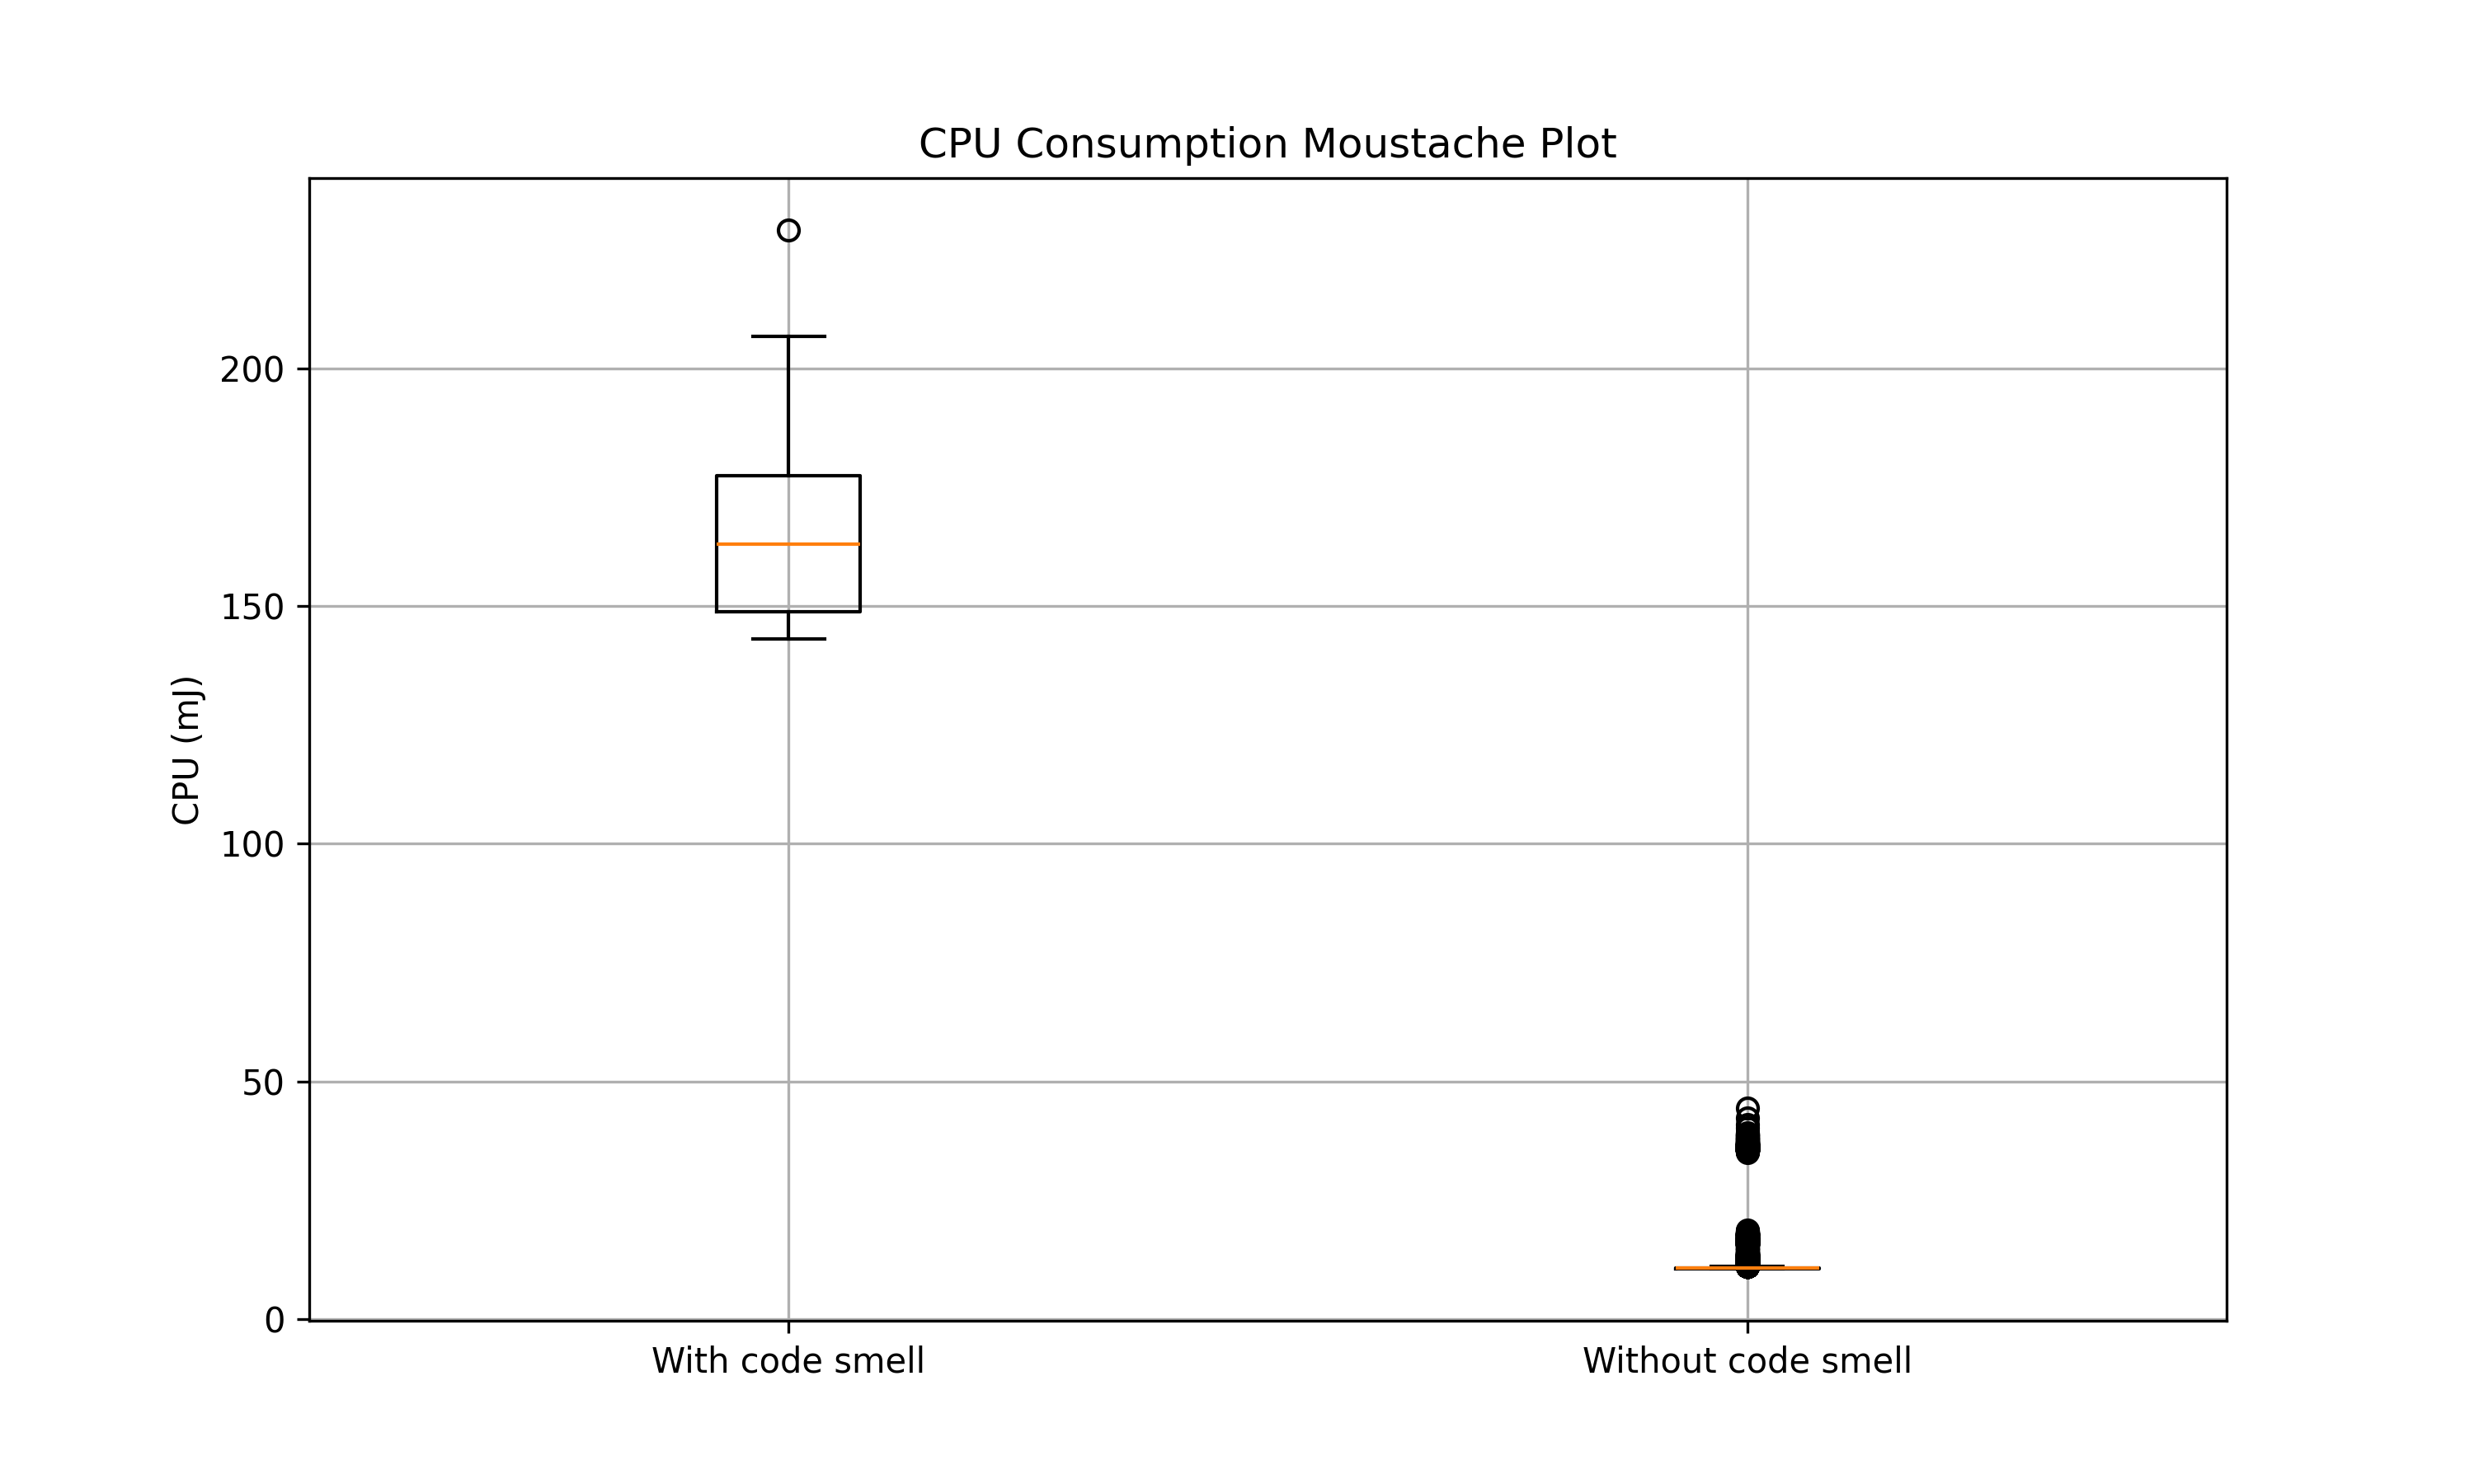 CPU Consumption Moustache Plot
CPU (mJ)
200
150
100
50
0
With code smell
Without code smell